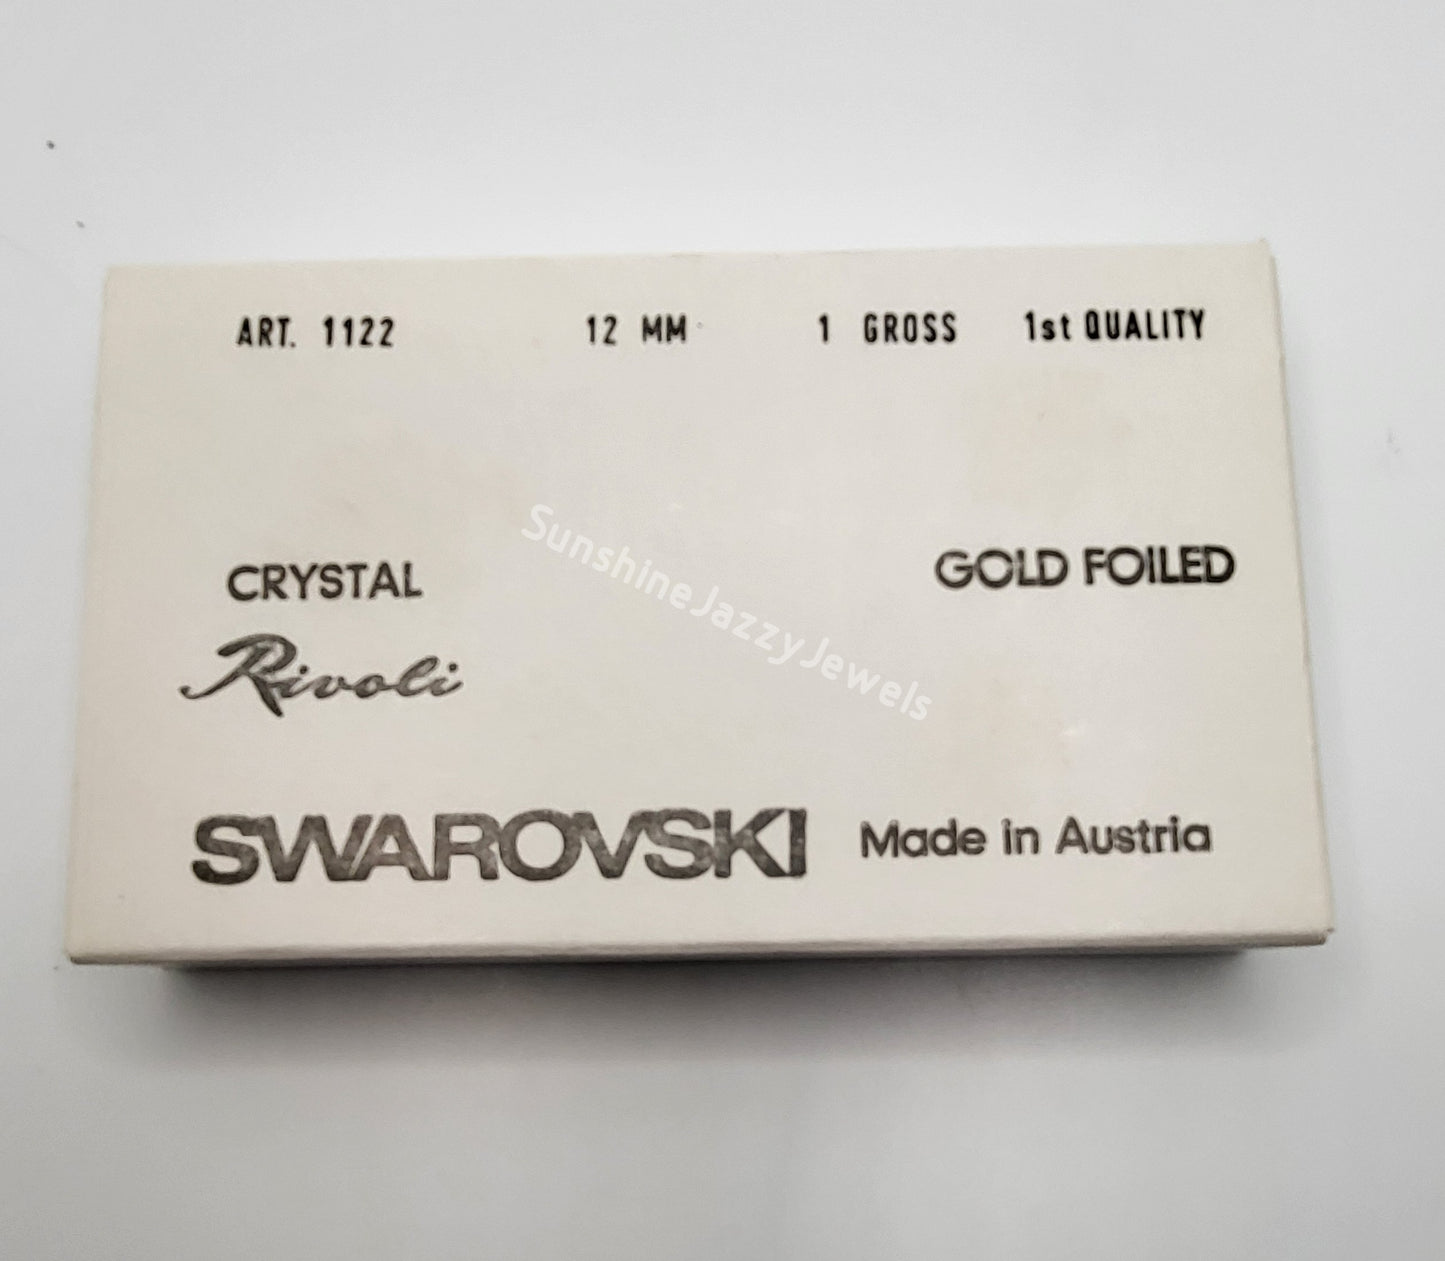 ART. 1122 12 MM 1 GROSS 1st QUALITY
CRYSTAL GOLD FOILED
Rivoli
SunshineJazzyJewels
SWAROVSKI Made in Austria